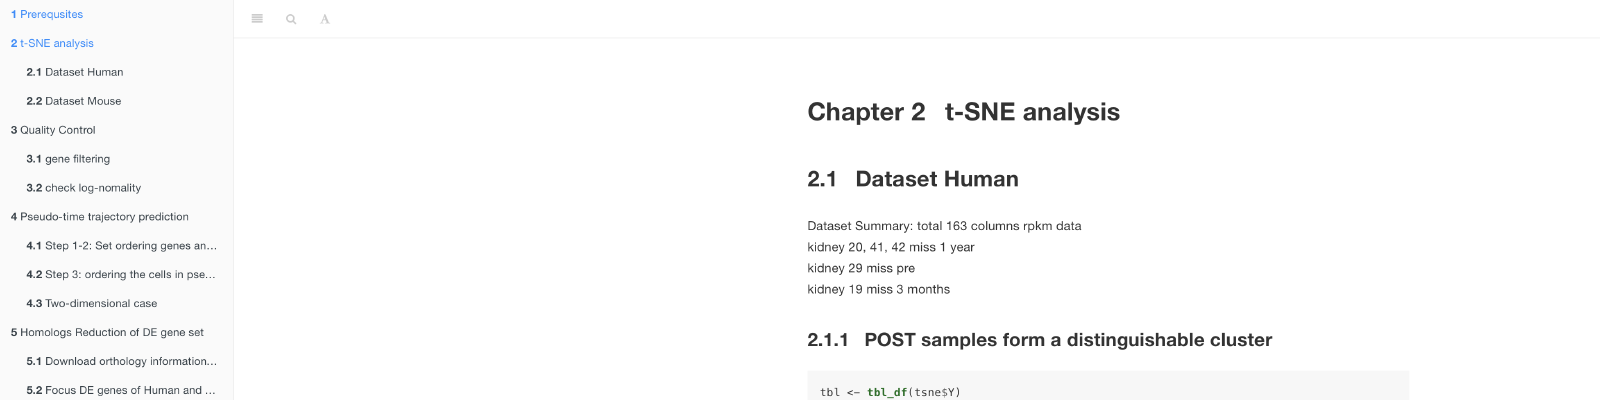 1 Prerequsites
2 t-SNE analysis
2.1 Dataset Human
2.2 Dataset Mouse
3 Quality Control
3.1 gene filtering
3.2 check log-nomality
4 Pseudo-time trajectory prediction
4.1 Step 1-2: Set ordering genes an...
4.2 Step 3: ordering the cells in pse...
4.3 Two-dimensional case
5 Homologs Reduction of DE gene set
5.1 Download orthology information...
5.2 Focus DE genes of Human and ...
A
Chapter 2 t-SNE analysis
2.1 Dataset Human
Dataset Summary: total 163 columns rpkm data
kidney 20, 41, 42 miss 1 year
kidney 29 miss pre
kidney 19 miss 3 months
2.1.1 POST samples form a distinguishable cluster
tbl <- tbl_df(tsne$Y)